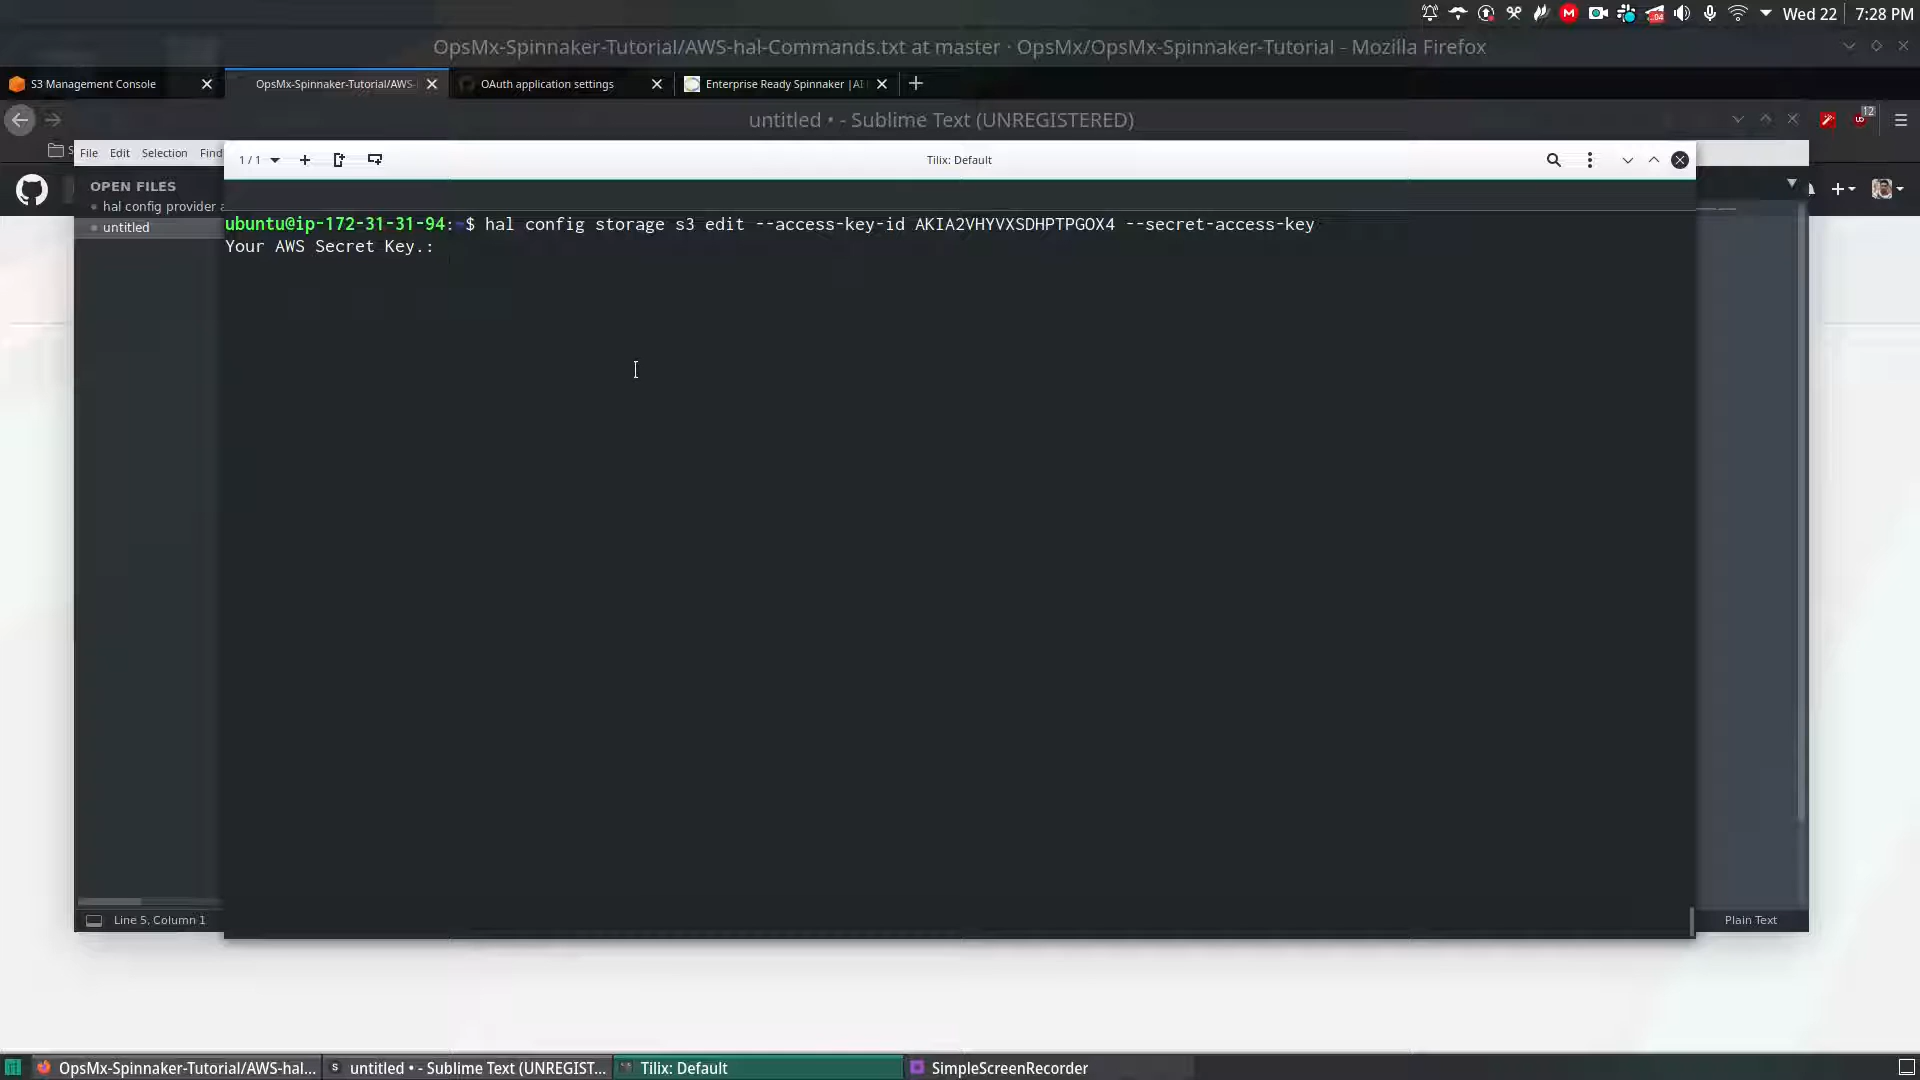 Wed 22 7:28 PM
OpsMx-Spinnaker-Tutorial/AWS-hal-Commands.txt at master · OpsMx/OpsMx-Spinnaker-Tutorial - Mozilla Firefox
S3 Management Console
OpsMx-Spinnaker-Tutorial/AWS-
OAuth application settings
Enterprise Ready Spinnaker |AI
untitled • - Sublime Text (UNREGISTERED)
12
File Edit Selection Find
1 / 1
Tilix: Default
OPEN FILES
hal config provider a
untitled
ubuntu@ip-172-31-31-94:~$ hal config storage s3 edit --access-key-id AKIA2VHYVXSDHPTPGOX4 --secret-access-key
Your AWS Secret Key.:
Line 5, Column 1
Plain Text
OpsMx-Spinnaker-Tutorial/AWS-hal...
untitled • - Sublime Text (UNREGIST...
Tilix: Default
SimpleScreenRecorder